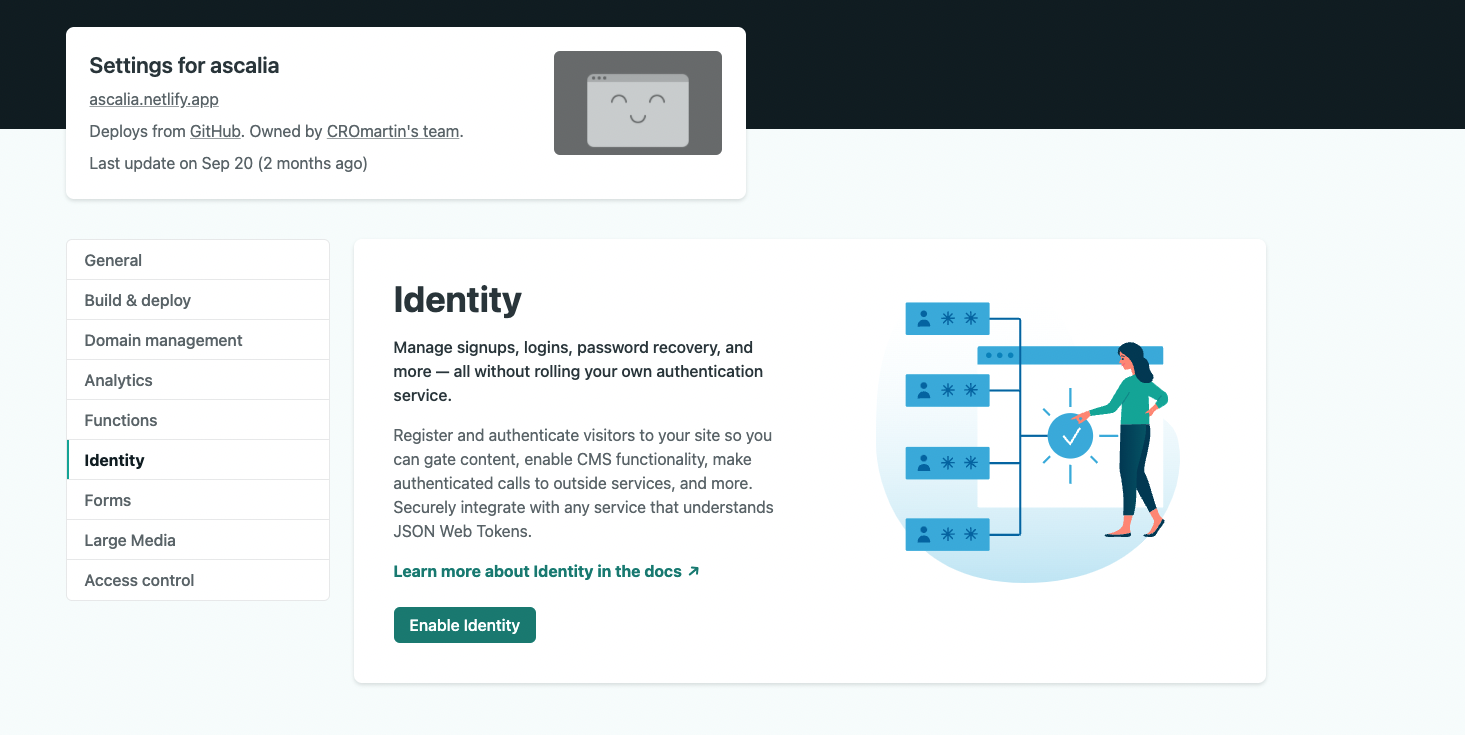 Settings for ascalia
ascalia.netlify.app
Deploys from GitHub. Owned by CROmartin's team.
Last update on Sep 20 (2 months ago)
General
Build & deploy
Domain management
Analytics
Functions
Identity
Forms
Large Media
Access control
Identity
Manage signups, logins, password recovery, and
more — all without rolling your own authentication
service.
Register and authenticate visitors to your site so you
can gate content, enable CMS functionality, make
authenticated calls to outside services, and more.
Securely integrate with any service that understands
JSON Web Tokens.
Learn more about Identity in the docs ↗
Enable Identity